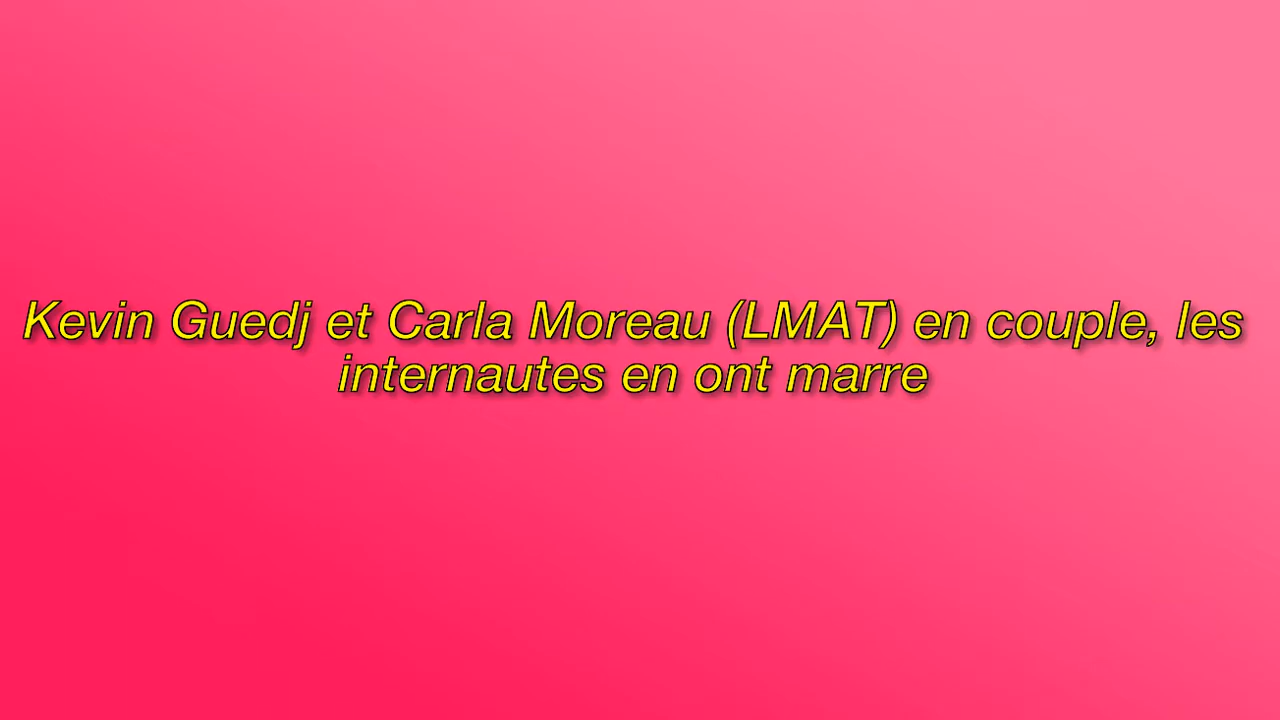 Kevin Guedj et Carla Moreau (LMAT) en couple, les
internautes en ont marre